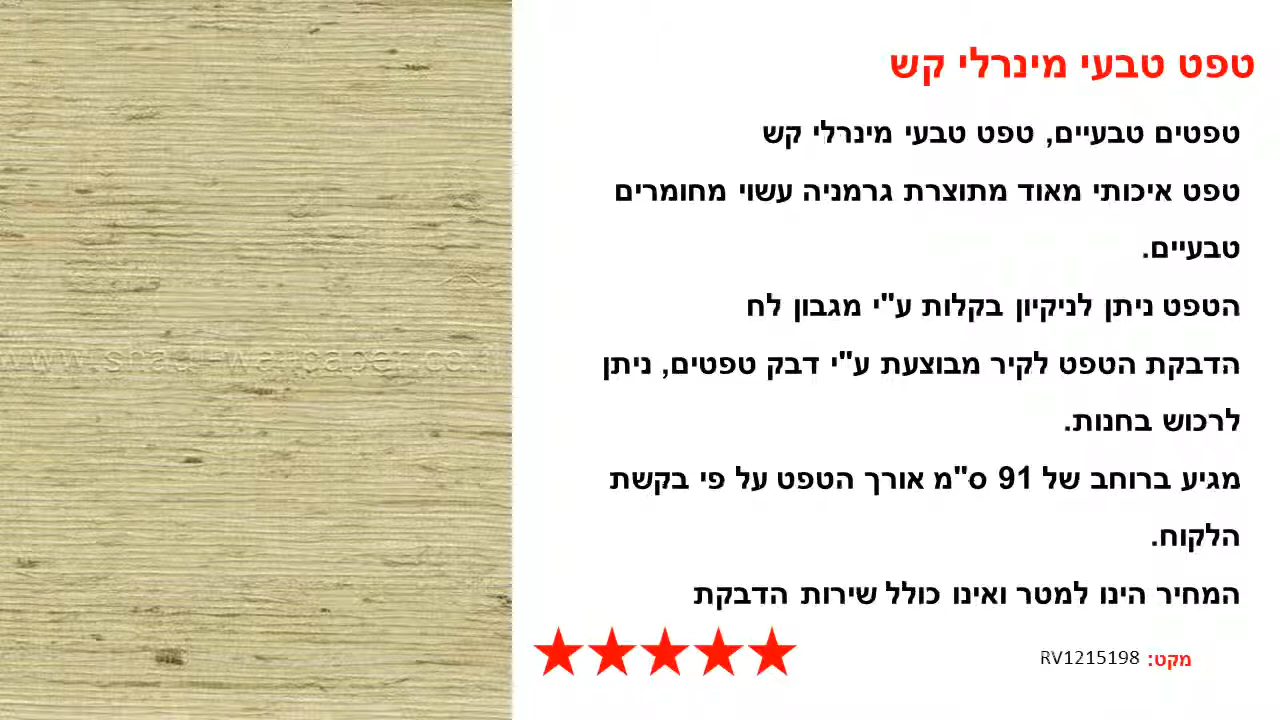 טפט טבעי מינרלי קש
טפטים טבעיים, טפט טבעי מינרלי קש
טפט איכותי מאוד מתוצרת גרמניה עשוי מחומרים
טבעיים.
הטפט ניתן לניקיון בקלות ע"י מגבון לח
הדבקת הטפט לקיר מבוצעת ע"י דבק טפטים, ניתן
לרכוש בחנות.
מגיע ברוחב של 91 ס"מ אורך הטפט על פי בקשת
הלקוח.
המחיר הינו למטר ואינו כולל שירות הדבקת
מקט: RV1215198